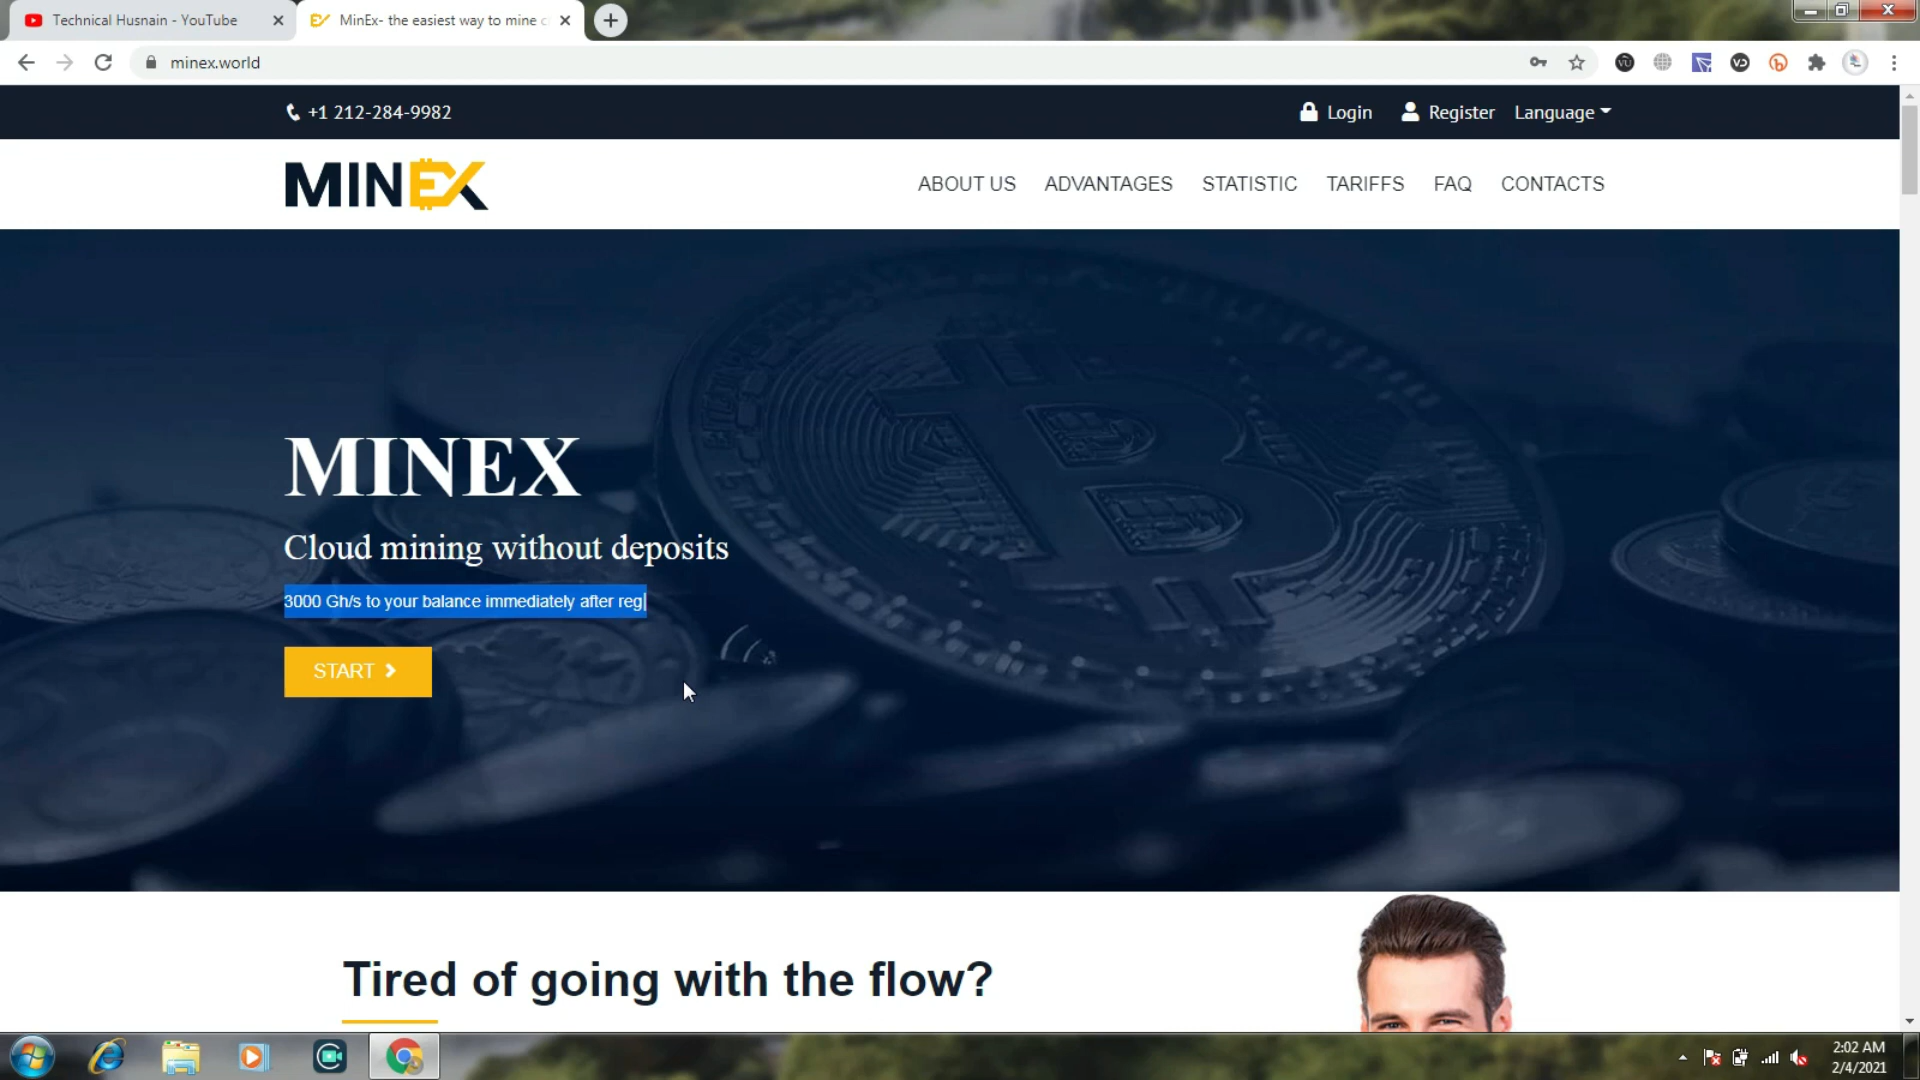 Technical Husnain - YouTube
MinEx- the easiest way to mine c
minex.world
+1 212-284-9982
Login
Register
Language
MINEX
ABOUT US
ADVANTAGES
STATISTIC
TARIFFS
FAQ
CONTACTS
MINEX
Cloud mining without deposits
3000 Gh/s to your balance immediately after reg
START
Tired of going with the flow?
2:02 AM
2/4/2021